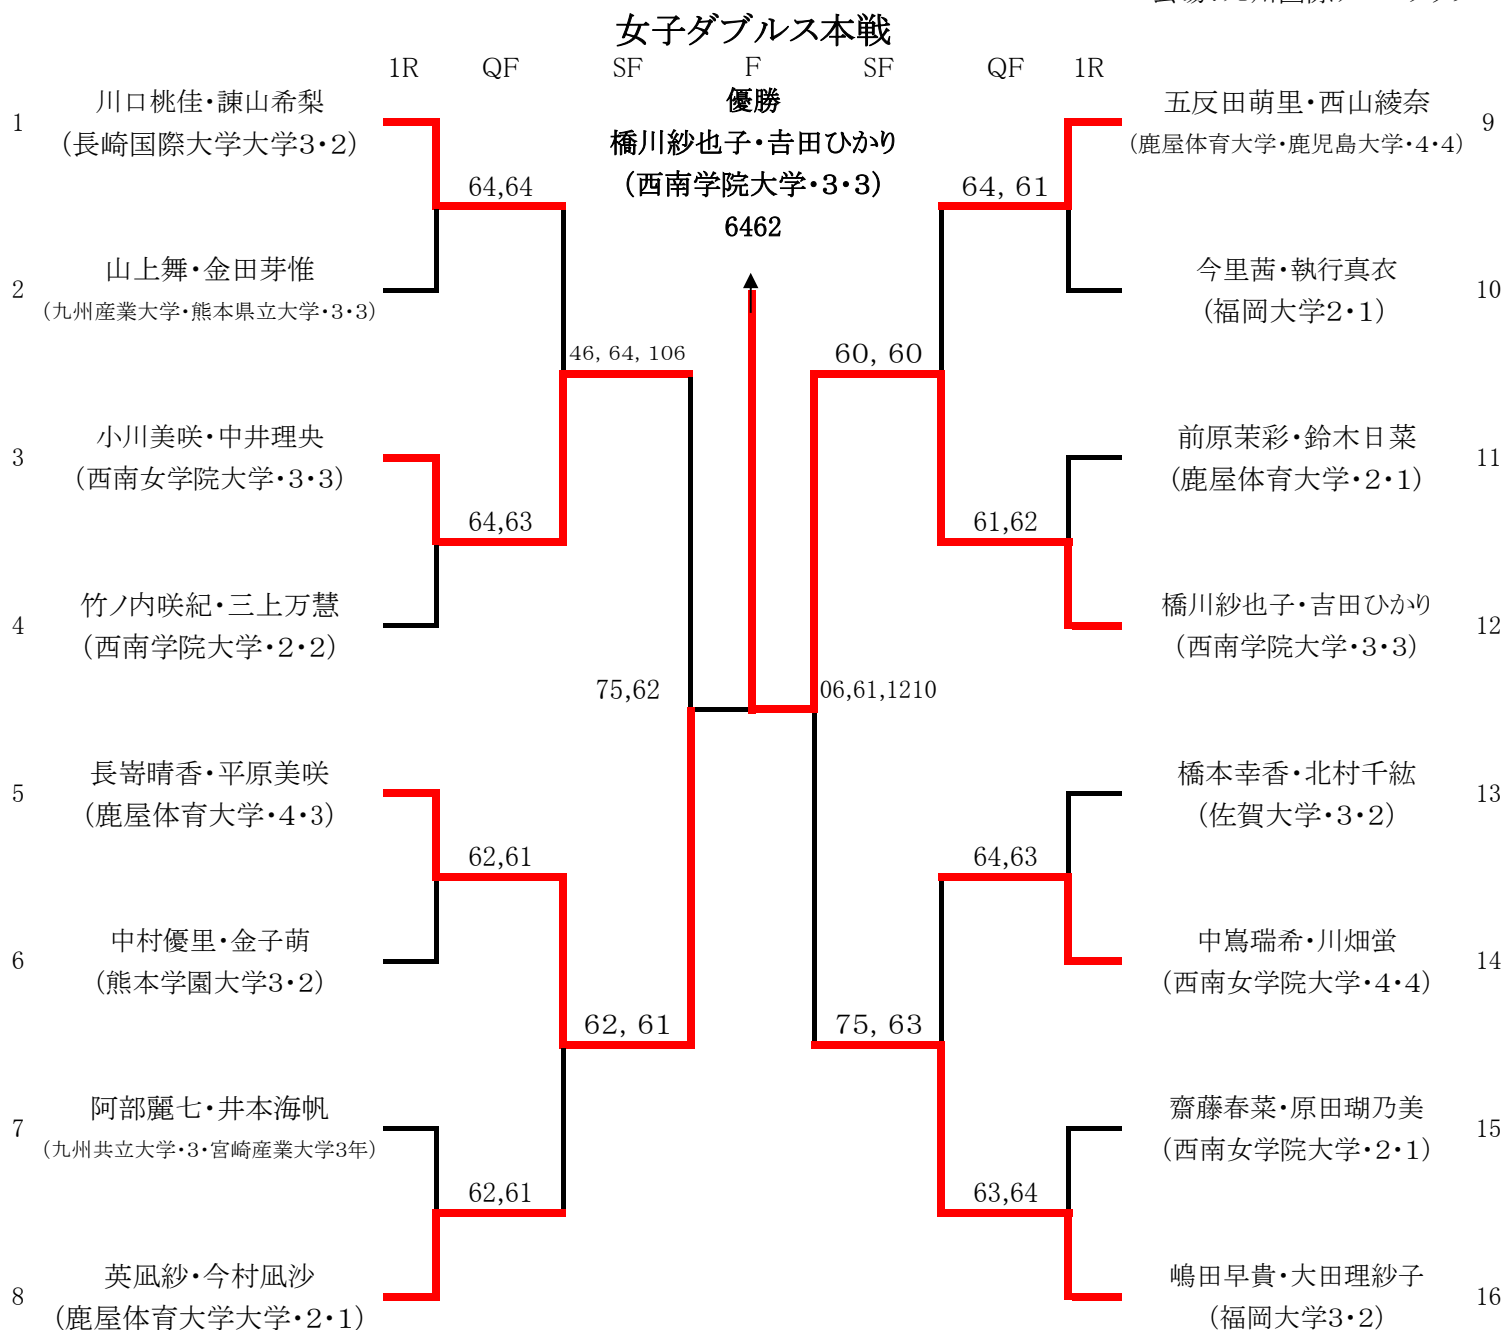 女子ダブルス本戦
1R QF SF F SF QF 1R
優勝
橋川紗也子・吉田ひかり
(西南学院大学・3・3)
6462
1 川口桃佳・諫山希梨
(長崎国際大学大学3・2)
64,64
2 山上舞・金田芽惟
(九州産業大学・熊本県立大学・3・3)
46, 64, 106
3 小川美咲・中井理央
(西南女学院大学・3・3)
64,63
4 竹ノ内咲紀・三上万慧
(西南学院大学・2・2)
75,62
5 長嵜晴香・平原美咲
(鹿屋体育大学・4・3)
62,61
6 中村優里・金子萌
(熊本学園大学3・2)
62, 61
7 阿部麗七・井本海帆
(九州共立大学・3・宮崎産業大学3年)
62,61
8 英凪紗・今村凪沙
(鹿屋体育大学大学・2・1)
五反田萌里・西山綾奈 9
(鹿屋体育大学・鹿児島大学・4・4)
64, 61
今里茜・執行真衣 10
(福岡大学2・1)
60, 60
前原茉彩・鈴木日菜 11
(鹿屋体育大学・2・1)
61,62
橋川紗也子・吉田ひかり 12
(西南学院大学・3・3)
06,61,1210
橋本幸香・北村千紘 13
(佐賀大学・3・2)
64,63
中嶌瑞希・川畑蛍 14
(西南女学院大学・4・4)
75, 63
齋藤春菜・原田瑚乃美 15
(西南女学院大学・2・1)
63,64
嶋田早貴・大田理紗子 16
(福岡大学3・2)